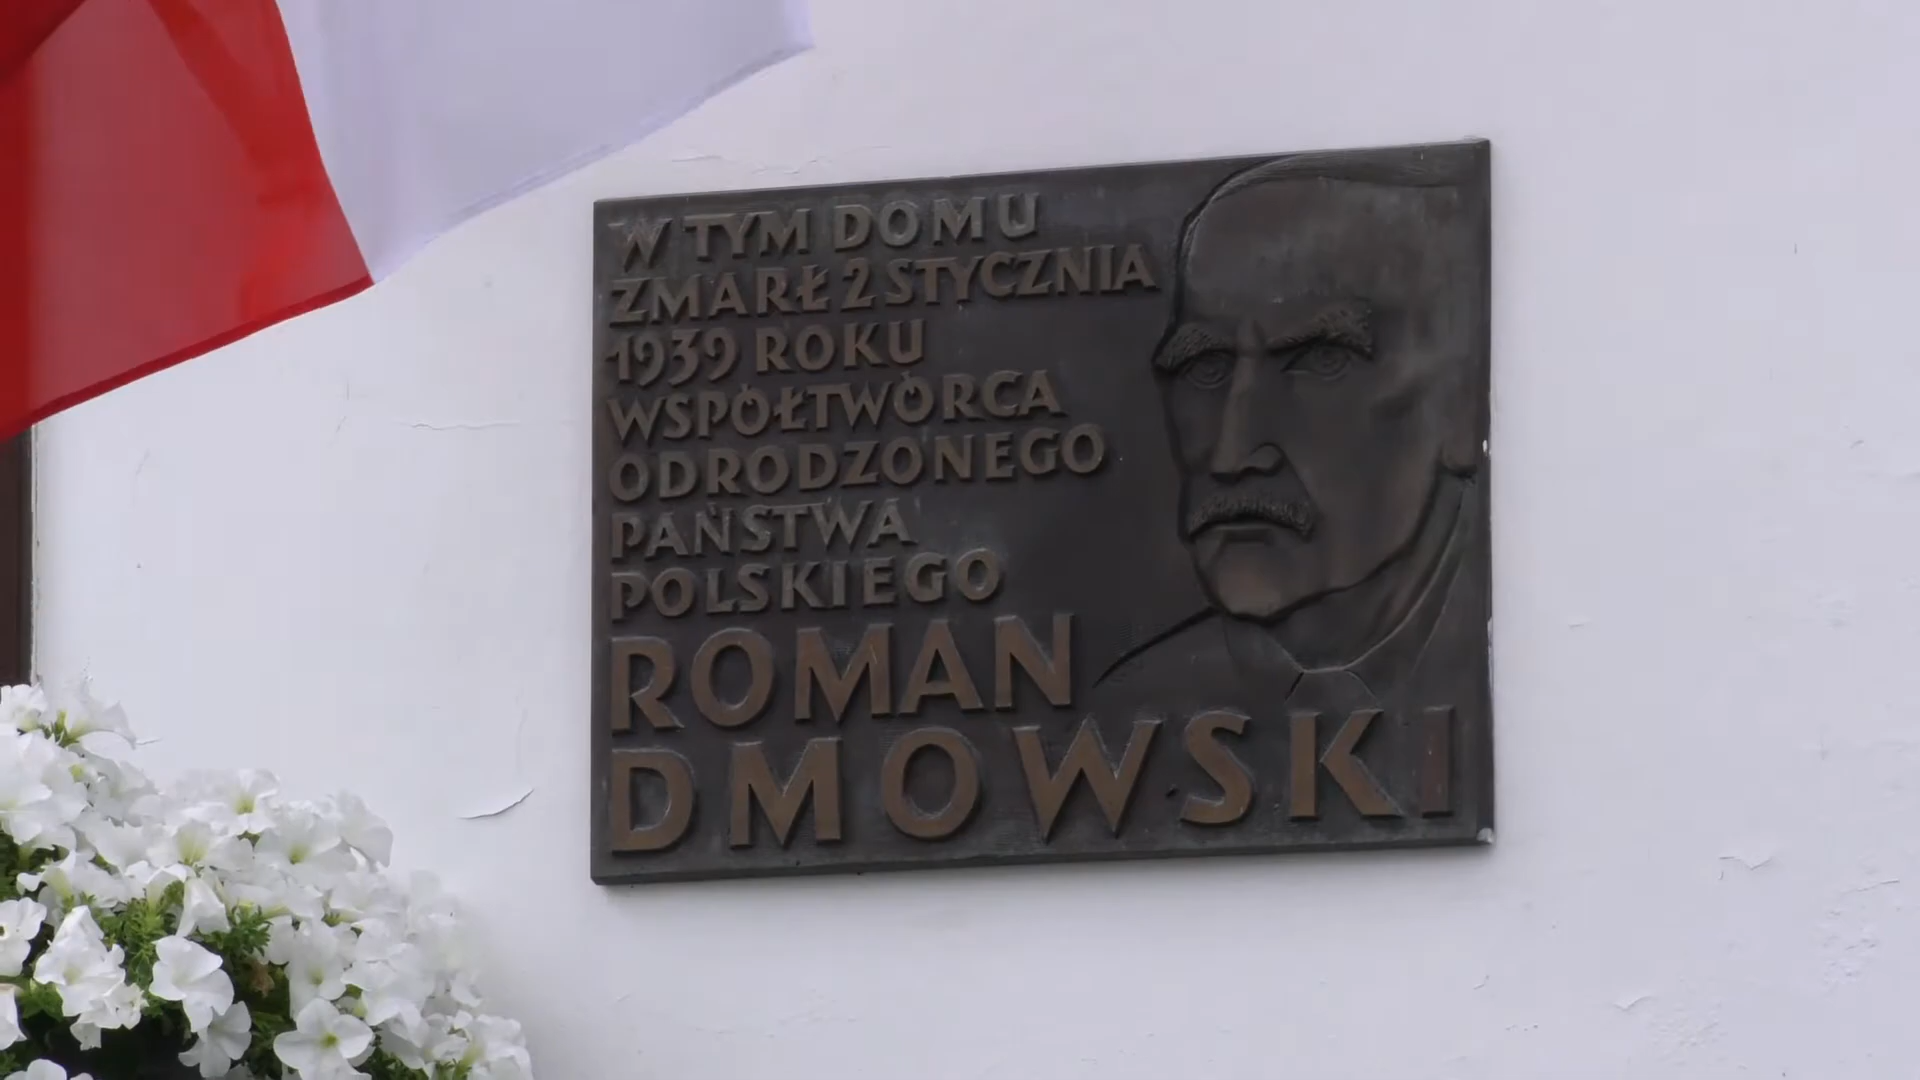 W TYM DOMU
ZMARŁ 2 STYCZNIA
1939 ROKU
WSPÓŁTWÓRCA
ODRODZONEGO
PAŃSTWA
POLSKIEGO
ROMAN
DMOWSKI